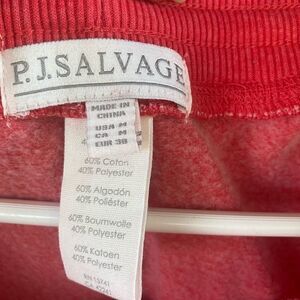 P.J.SALVAGE
MADE IN
CHINA
USA M
CA M
EUR 38
60% Cotton
40% Polyester
60% Algodón
40% Poliéster
60% Baumwolle
40% Polyester
60% Katoen
40% Polyester